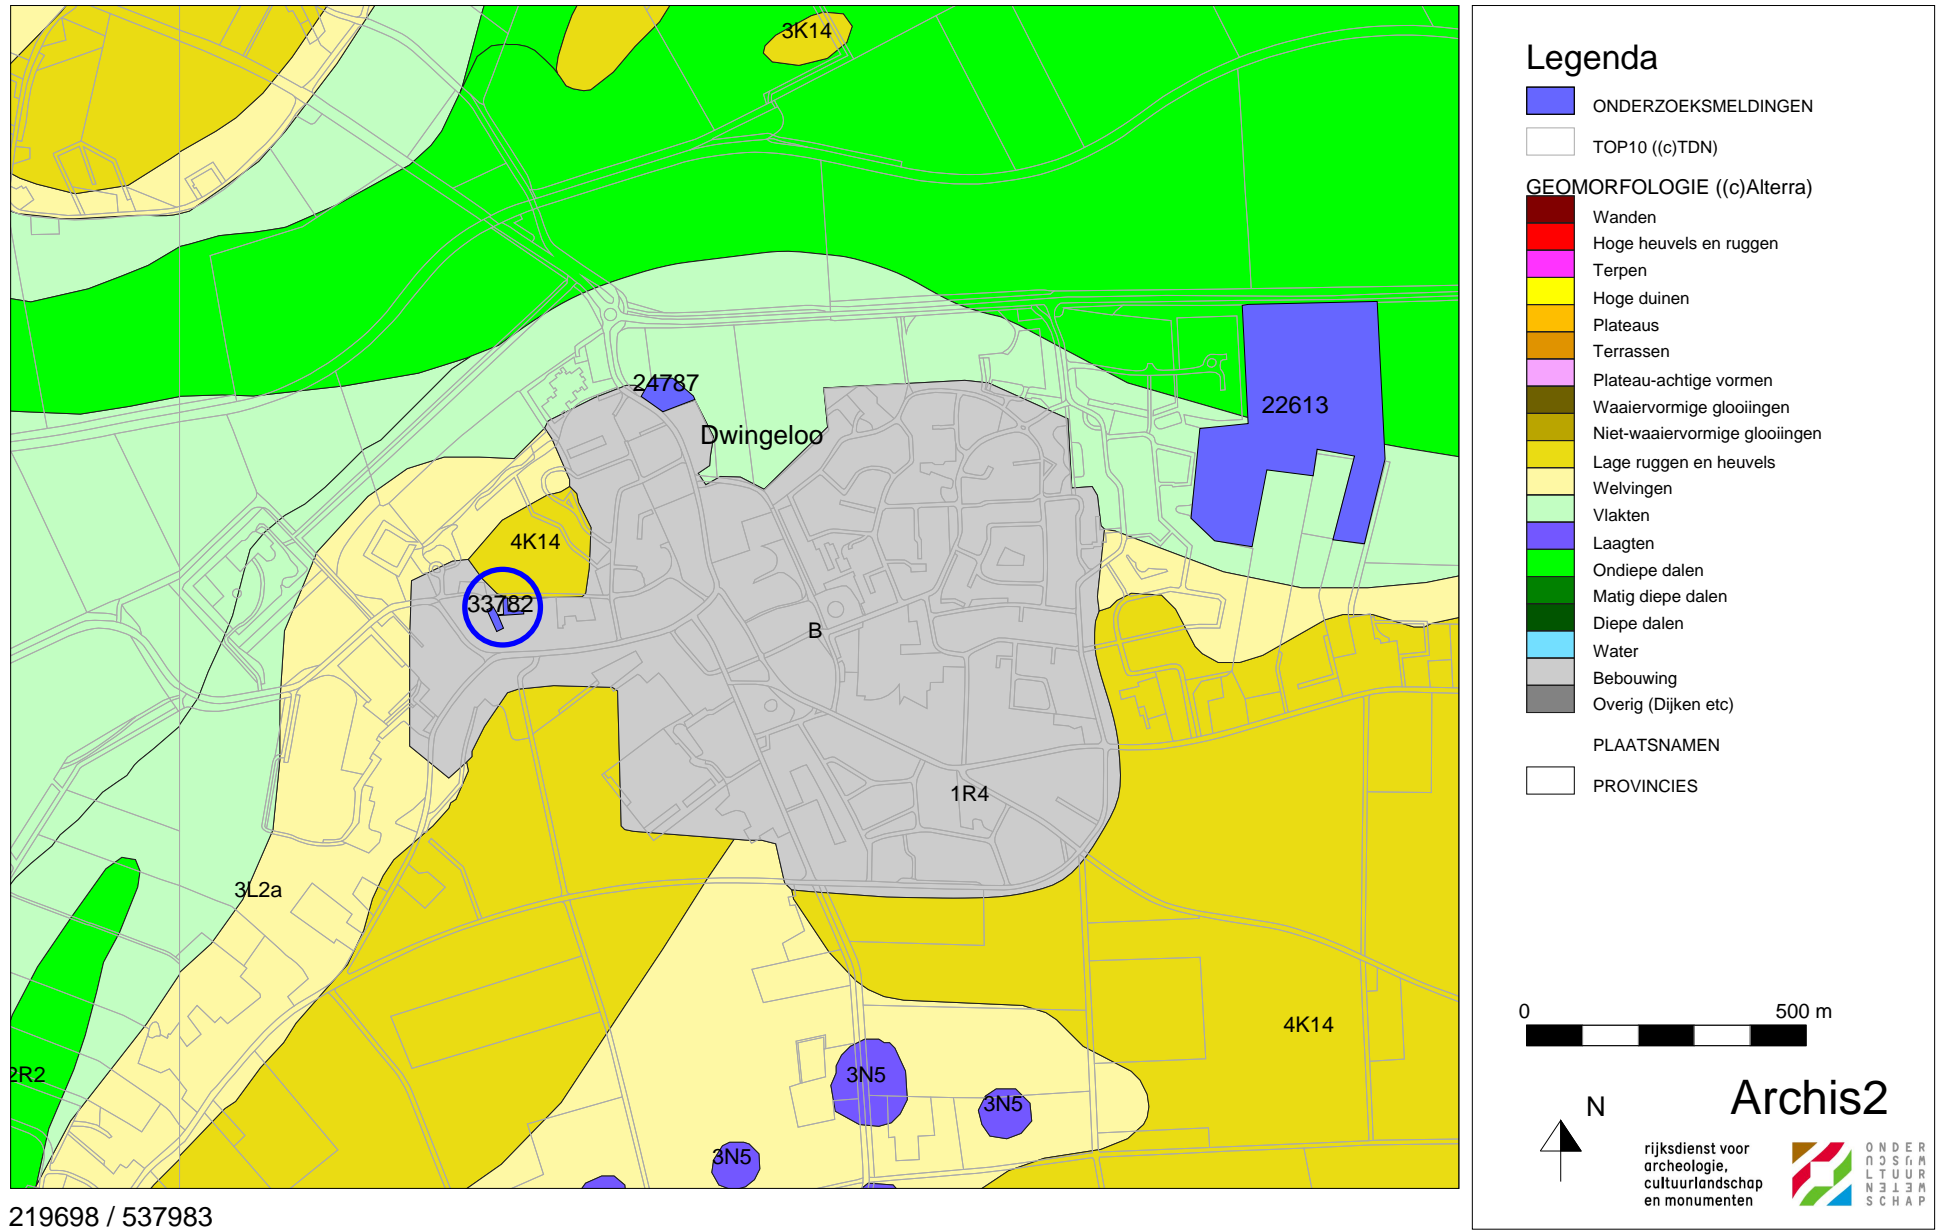 3K14
24787
Dwingeloo
22613
4K14
33782
B
1R4
3L2a
4K14
2R2
3N5
3N5
3N5
219698 / 537983
Legenda
ONDERZOEKSMELDINGEN
TOP10 ((c)TDN)
GEOMORFOLOGIE ((c)Alterra)
Wanden
Hoge heuvels en ruggen
Terpen
Hoge duinen
Plateaus
Terrassen
Plateau-achtige vormen
Waaiervormige glooiingen
Niet-waaiervormige glooiingen
Lage ruggen en heuvels
Welvingen
Vlakten
Laagten
Ondiepe dalen
Matig diepe dalen
Diepe dalen
Water
Bebouwing
Overig (Dijken etc)
PLAATSNAMEN
PROVINCIES
0 500 m
N
Archis2
rijksdienst voor
archeologie,
cultuurlandschap
en monumenten
ONDER
LTUUR
SCHAP